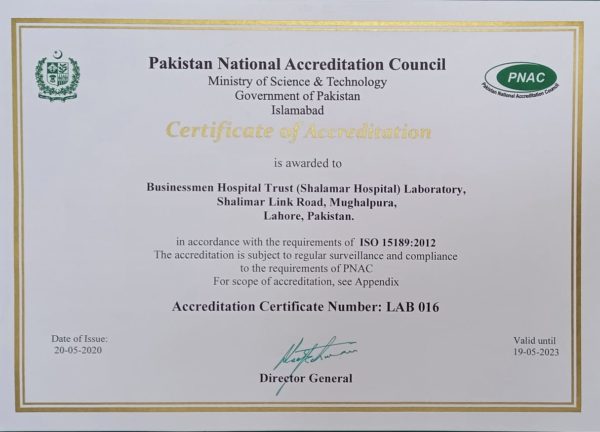 Pakistan National Accreditation Council
Ministry of Science & Technology
Government of Pakistan
Islamabad
PNAC
Pakistan National Accreditation Council
Certificate of Accreditation
is awarded to
Businessmen Hospital Trust (Shalamar Hospital) Laboratory,
Shalimar Link Road, Mughalpura,
Lahore, Pakistan.
in accordance with the requirements of ISO 15189:2012
The accreditation is subject to regular surveillance and compliance
to the requirements of PNAC
For scope of accreditation, see Appendix
Accreditation Certificate Number: LAB 016
Date of Issue:
20-05-2020
Valid until
19-05-2023
Director General